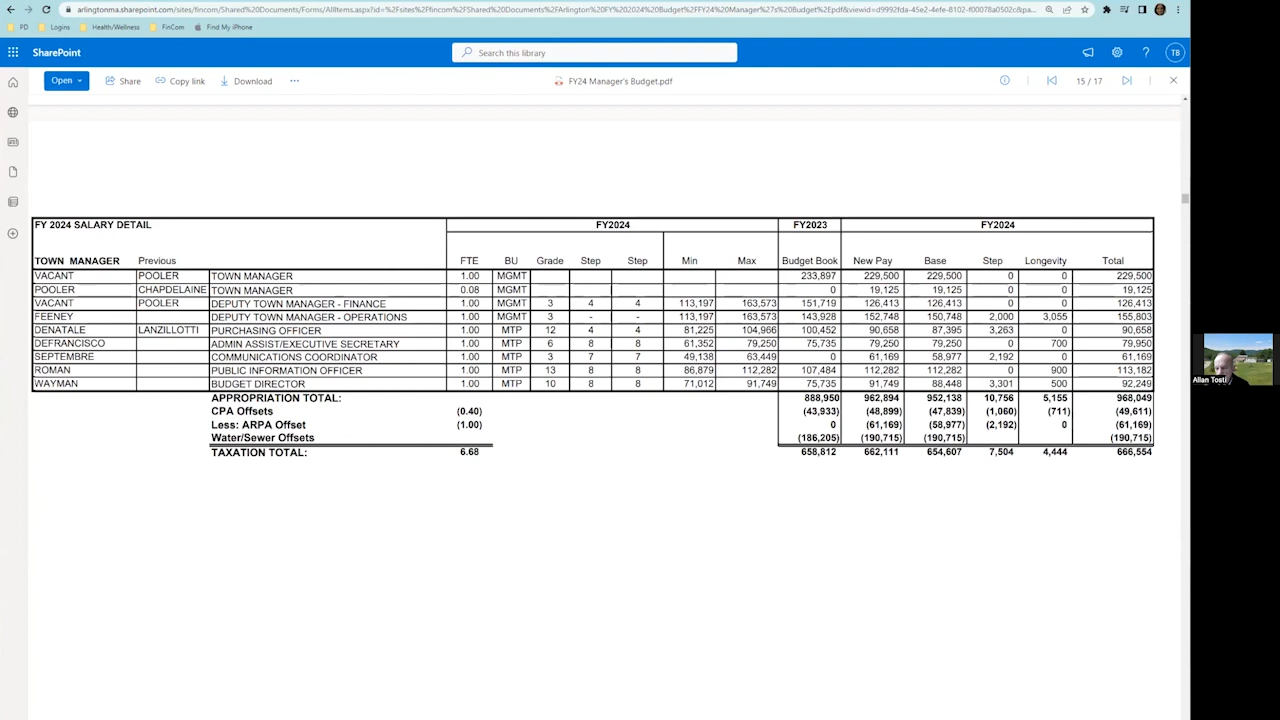 arlingtonma.sharepoint.com/sites/fincom/Shared%20Documents/Forms/AllItems.aspx?id=%2Fsites%2Ffincom%2FShared%20Documents%2FArlington%20FY%202024%20Budget%2FFY24%20Manager%27s%20Budget%2Epdf&viewid=d9992fda-45e2-4efe-8102-f00078a0502c&pa...
PD Logins Health/Wellness FinCom Find My iPhone
SharePoint Search this library ? TB
Open Share Copy link Download ... FY24 Manager's Budget.pdf 15 / 17
FY 2024 SALARY DETAIL FY2024 FY2023 FY2024
TOWN MANAGER Previous FTE BU Grade Step Step Min Max Budget Book New Pay Base Step Longevity Total
VACANT POOLER TOWN MANAGER 1.00 MGMT 233,897 229,500 229,500 0 0 229,500
POOLER CHAPDELAINE TOWN MANAGER 0.08 MGMT 0 19,125 19,125 0 0 19,125
VACANT POOLER DEPUTY TOWN MANAGER - FINANCE 1.00 MGMT 3 4 4 113,197 163,573 151,719 126,413 126,413 0 0 126,413
FEENEY DEPUTY TOWN MANAGER - OPERATIONS 1.00 MGMT 3 - - 113,197 163,573 143,928 152,748 150,748 2,000 3,055 155,803
DENATALE LANZILLOTTI PURCHASING OFFICER 1.00 MTP 12 4 4 81,225 104,966 100,452 90,658 87,395 3,263 0 90,658
DEFRANCISCO ADMIN ASSIST/EXECUTIVE SECRETARY 1.00 MTP 6 8 8 61,352 79,250 75,735 79,250 79,250 0 700 79,950
SEPTEMBRE COMMUNICATIONS COORDINATOR 1.00 MTP 3 7 7 49,138 63,449 0 61,169 58,977 2,192 0 61,169
ROMAN PUBLIC INFORMATION OFFICER 1.00 MTP 13 8 8 86,879 112,282 107,484 112,282 112,282 0 900 113,182
WAYMAN BUDGET DIRECTOR 1.00 MTP 10 8 8 71,012 91,749 75,735 91,749 88,448 3,301 500 92,249
APPROPRIATION TOTAL: 888,950 962,894 952,138 10,756 5,155 968,049
CPA Offsets (0.40) (43,933) (48,899) (47,839) (1,060) (711) (49,611)
Less: ARPA Offset (1.00) 0 (61,169) (58,977) (2,192) 0 (61,169)
Water/Sewer Offsets (186,205) (190,715) (190,715) (190,715)
TAXATION TOTAL: 6.68 658,812 662,111 654,607 7,504 4,444 666,554
Allan Tosti